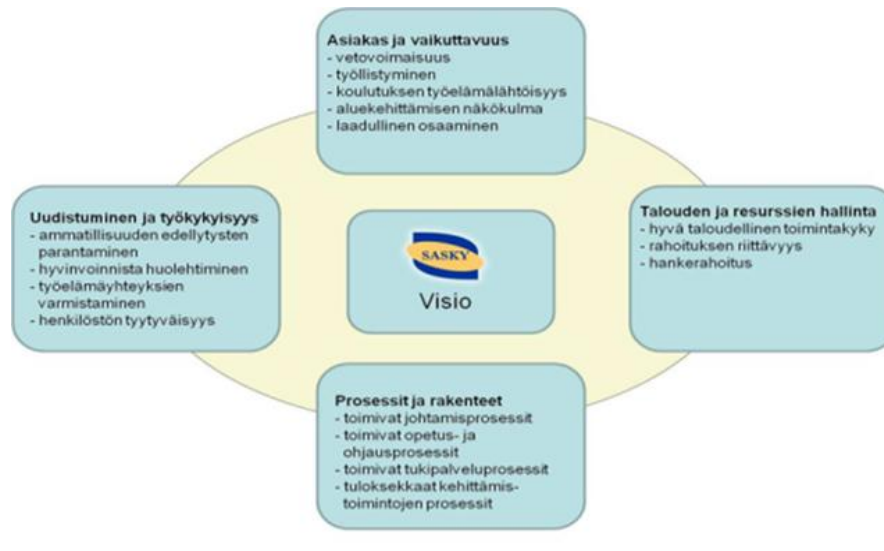 Asiakas ja vaikuttavuus
- vetovoimaisuus
- työllistyminen
- koulutuksen työelämälähtöisyys
- aluekehittämisen näkökulma
- laadullinen osaaminen
Uudistuminen ja työkykyisyys
- ammatillisuuden edellytysten
parantaminen
- hyvinvoinnista huolehtiminen
- työelämäyhteyksien
varmistaminen
- henkilöstön tyytyväisyys
SASKY
Visio
Talouden ja resurssien hallinta
- hyvä taloudellinen toimintakyky
- rahoituksen riittävyys
- hankerahoitus
Prosessit ja rakenteet
- toimivat johtamisprosessit
- toimivat opetus- ja
ohjausprosessit
- toimivat tukipalveluprosessit
- tuloksekkaat kehittämis-
toimintojen prosessit